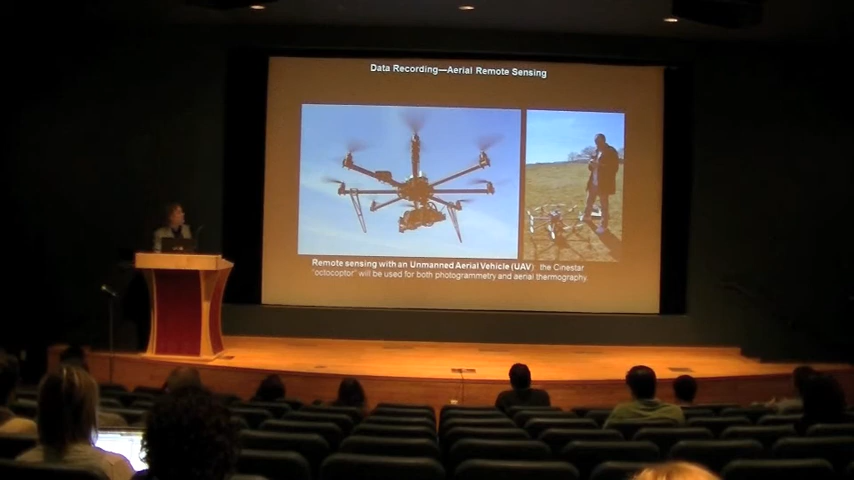 Data Recording—Aerial Remote Sensing
Remote sensing with an Unmanned Aerial Vehicle (UAV): the Cinestar
"octocoptor" will be used for both photogrammetry and aerial thermography.